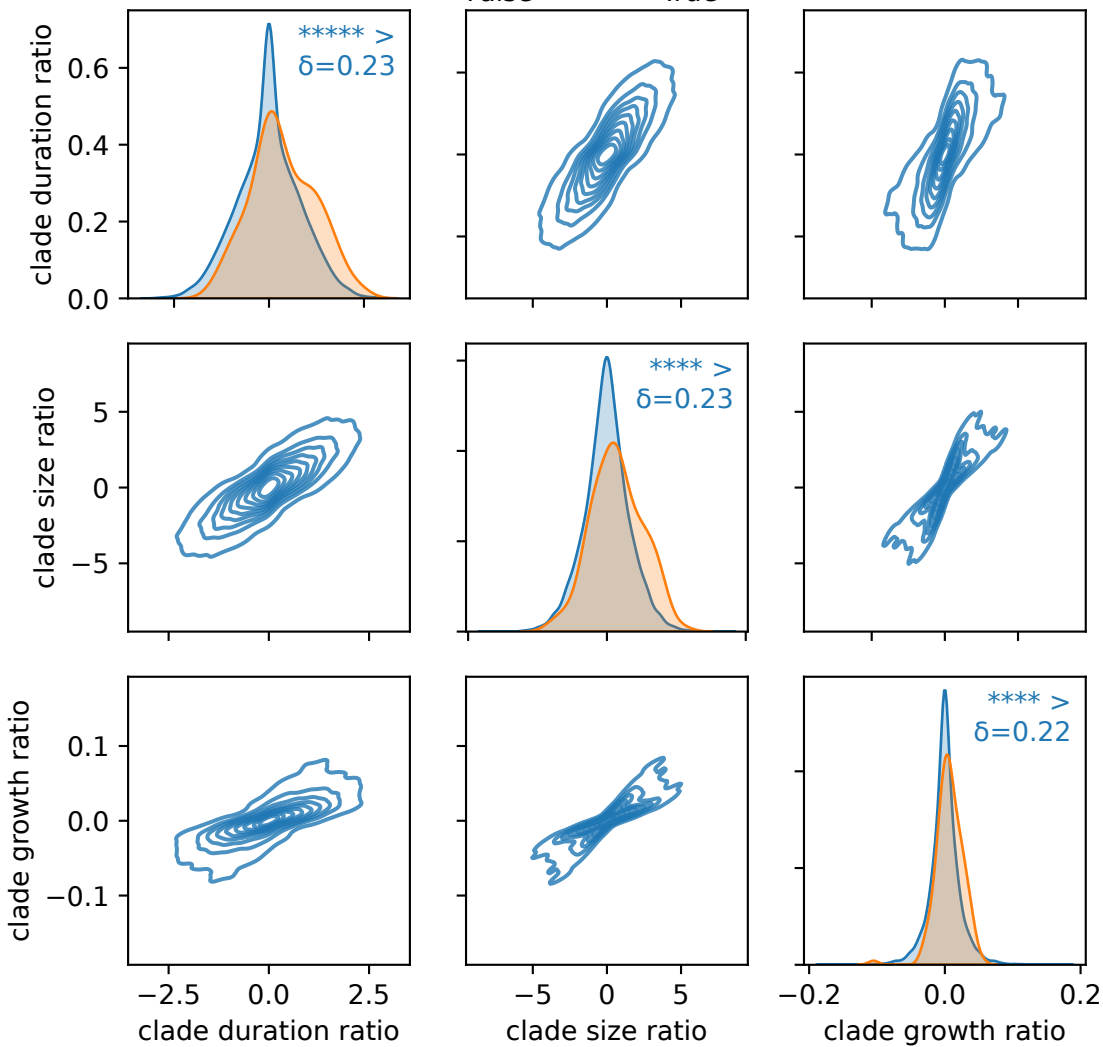 clade duration ratio
0.6
0.4
0.2
0.0
***** >
δ=0.23
clade size ratio
5
0
−5
**** >
δ=0.23
clade growth ratio
0.1
0.0
−0.1
**** >
δ=0.22
−2.5 0.0 2.5
−5 0 5
−0.2 0.0 0.2
clade duration ratio
clade size ratio
clade growth ratio